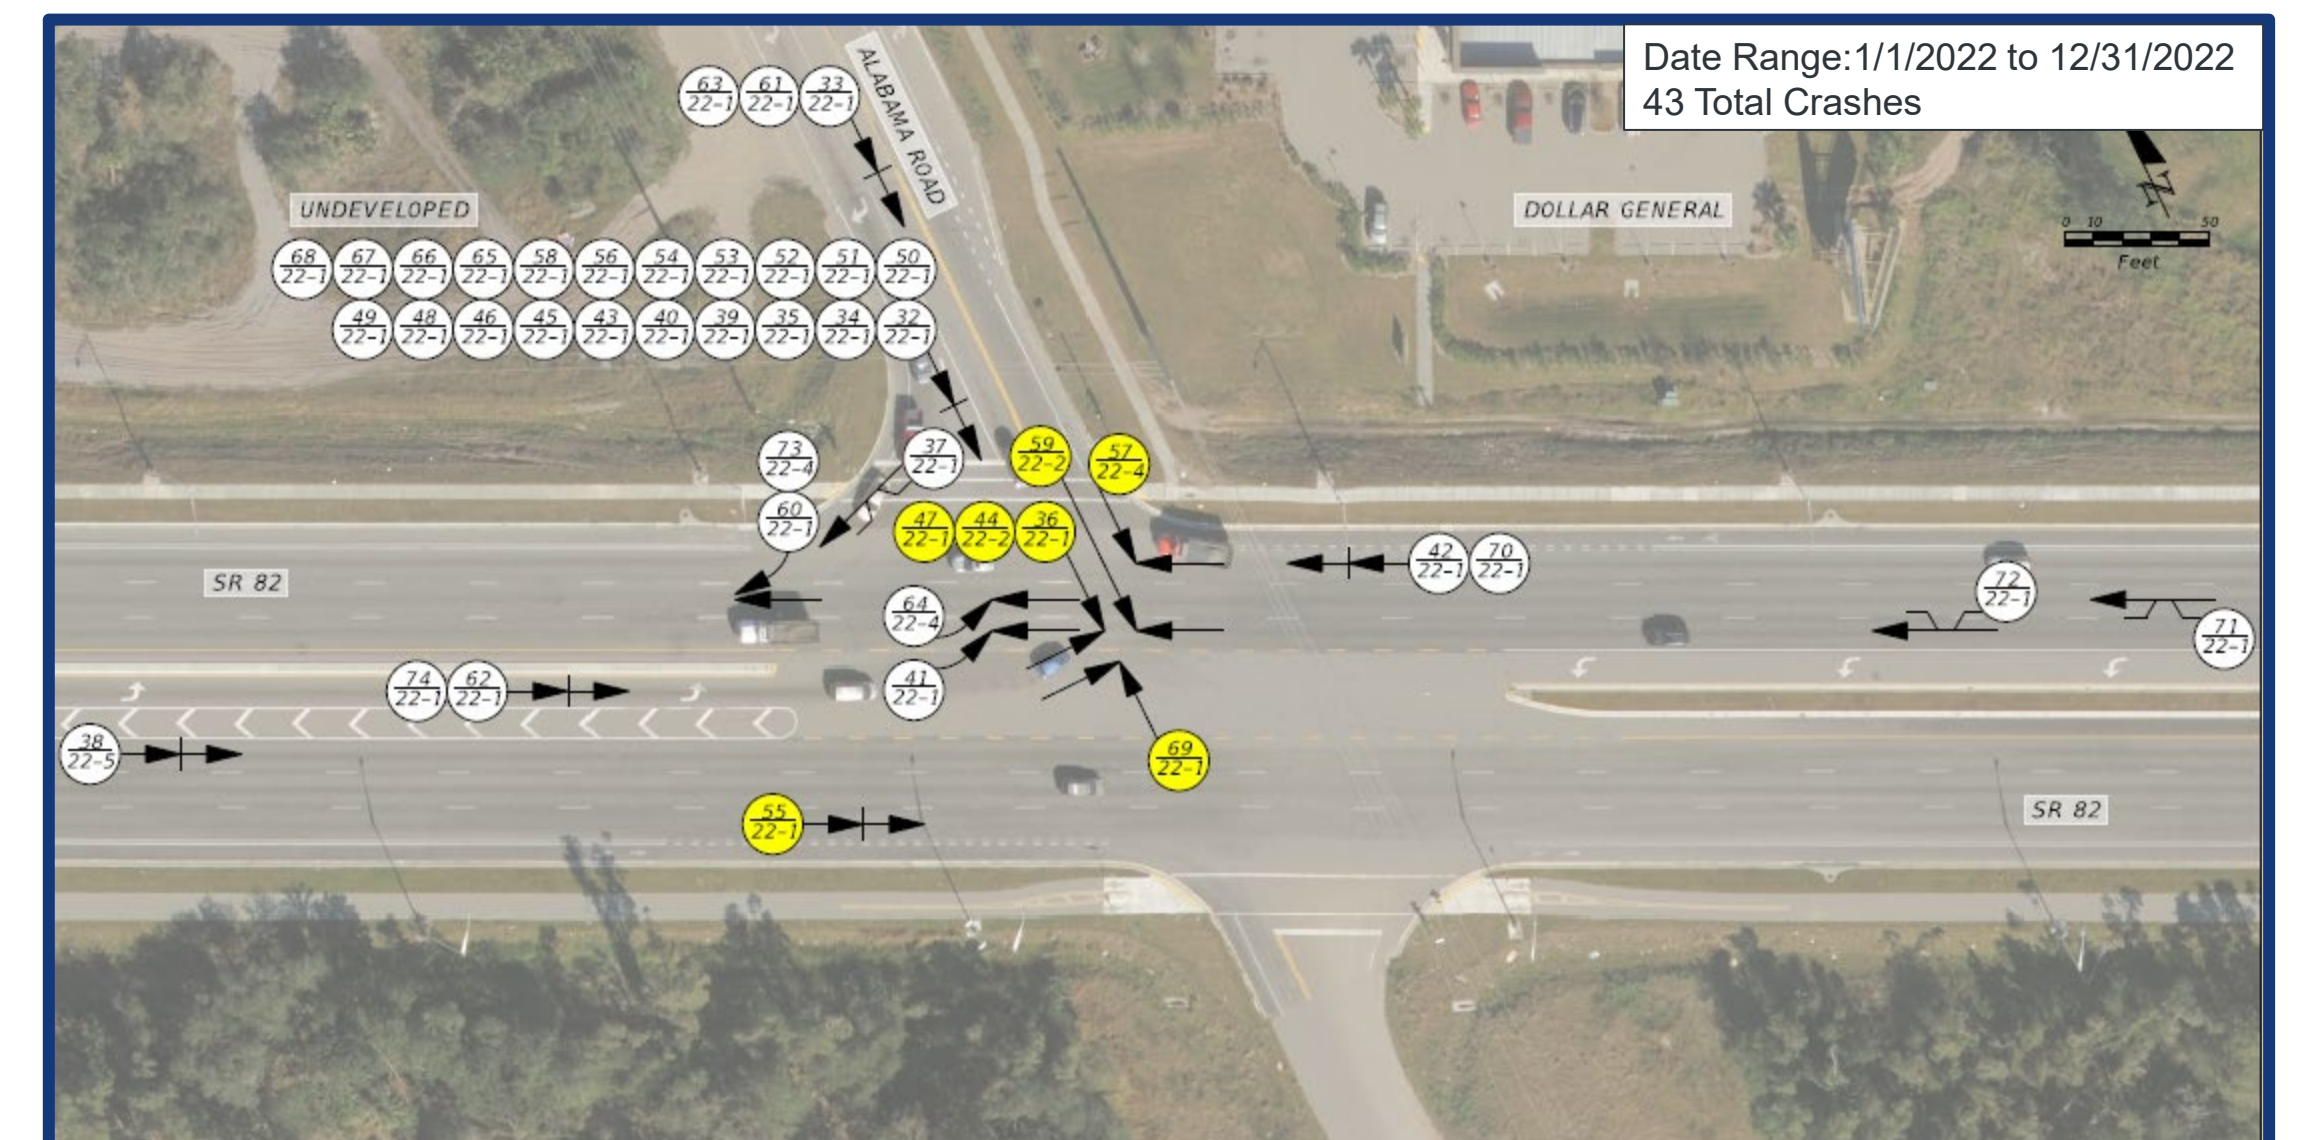 Date Range:1/1/2022 to 12/31/2022
43 Total Crashes
ALABAMA ROAD
63 61 33
22-1 22-1 22-1
UNDEVELOPED
DOLLAR GENERAL
N
0 10 50
Feet
68 67 66 65 58 56 54 53 52 51 50
22-1 22-1 22-1 22-1 22-1 22-1 22-1 22-1 22-1 22-1 22-1
49 48 46 45 43 40 39 35 34 32
22-1 22-1 22-1 22-1 22-1 22-1 22-1 22-1 22-1 22-1
73 37 59 57
22-4 22-1 22-2 22-4
60 47 44 36
22-1 22-1 22-2 22-1
42 70
22-1 22-1
SR 82
72
22-1
64
22-4
71
22-1
74 62 41
22-1 22-1 22-1
38 69
22-5 22-1
55
22-1
SR 82